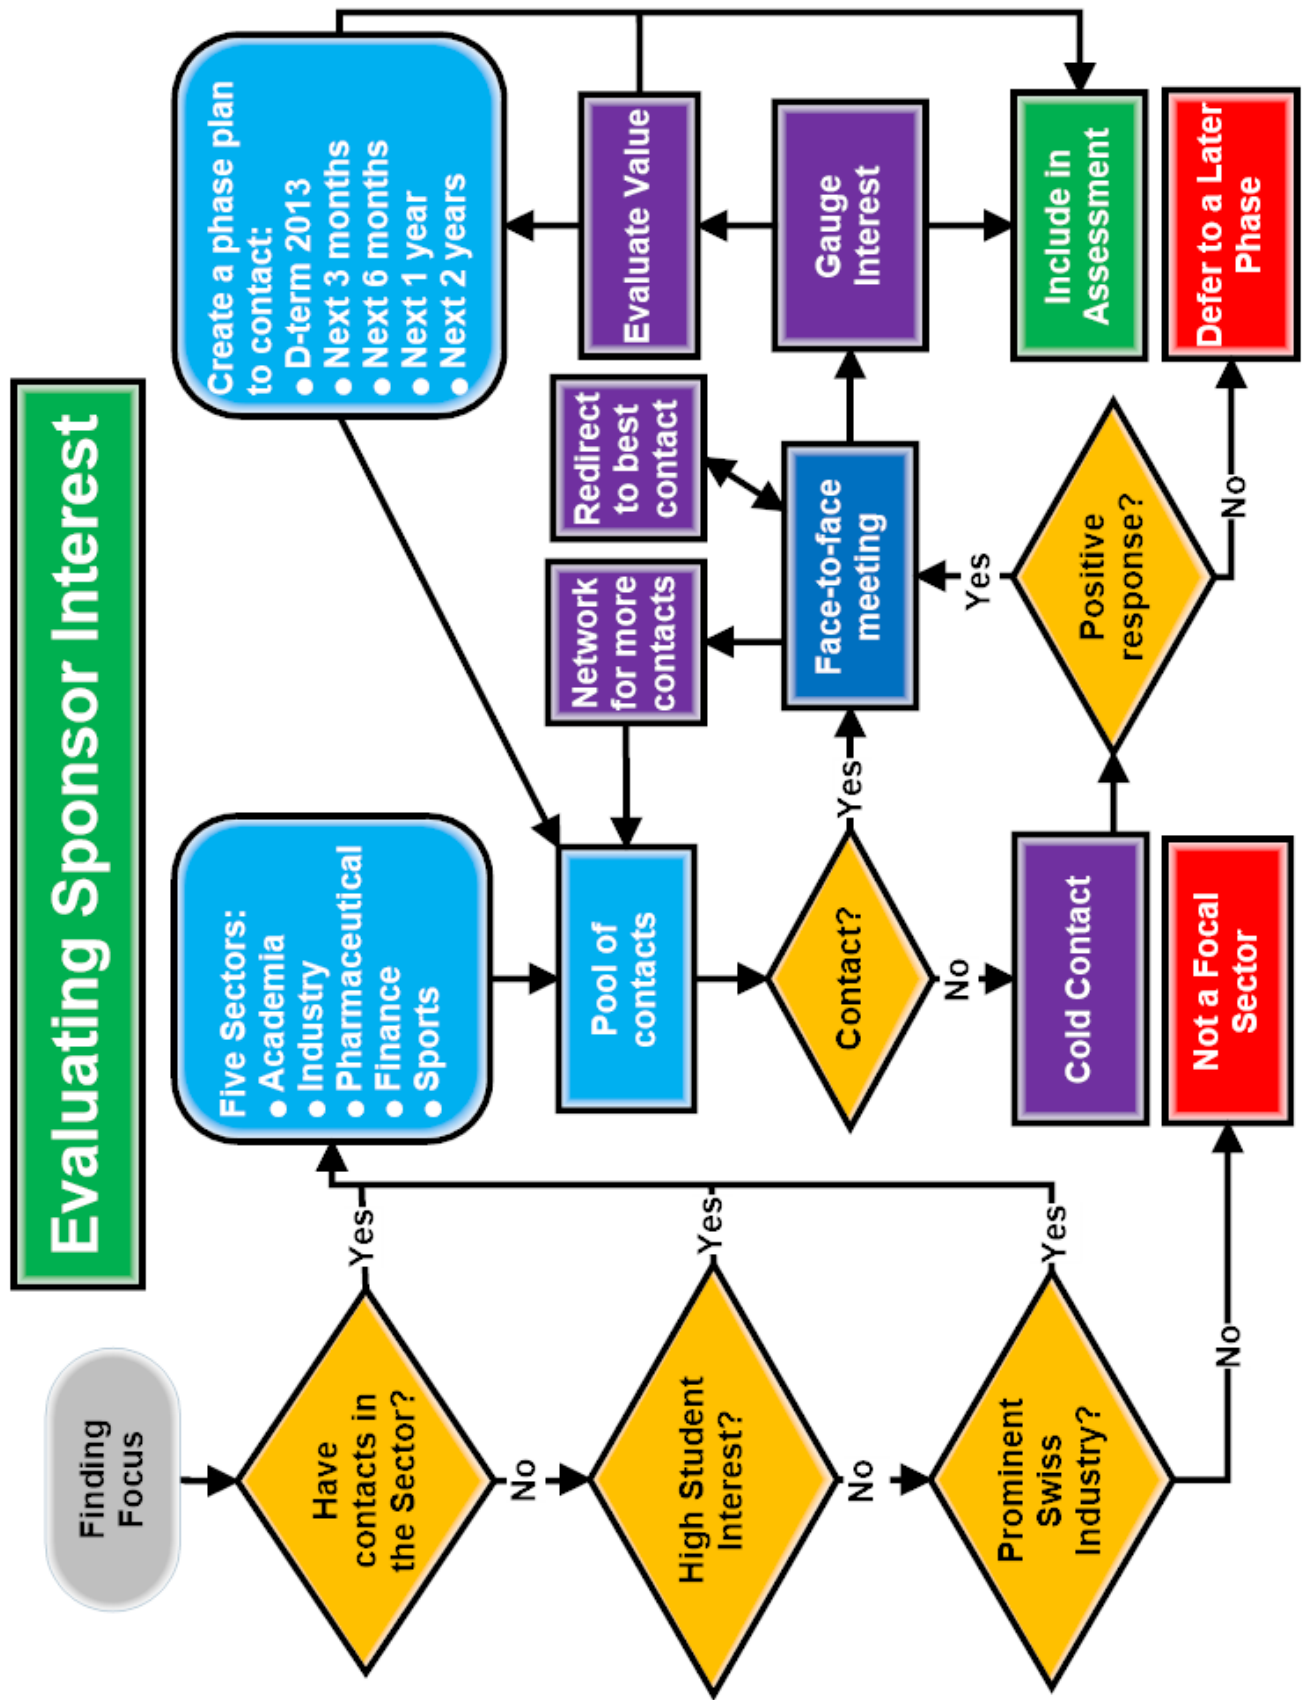 Evaluating Sponsor Interest
Finding
Focus
Have
contacts in
the Sector?
Yes
No
High Student
Interest?
Yes
No
Prominent
Swiss
Industry?
Yes
No
Not a Focal
Sector
Five Sectors:
● Academia
● Industry
● Pharmaceutical
● Finance
● Sports
Pool of
contacts
Contact?
Yes
No
Cold Contact
Positive
response?
Yes
No
Defer to a Later
Phase
Face-to-face
meeting
Network
for more
contacts
Redirect
to best
contact
Gauge
Interest
Evaluate Value
Create a phase plan
to contact:
● D-term 2013
● Next 3 months
● Next 6 months
● Next 1 year
● Next 2 years
Include in
Assessment